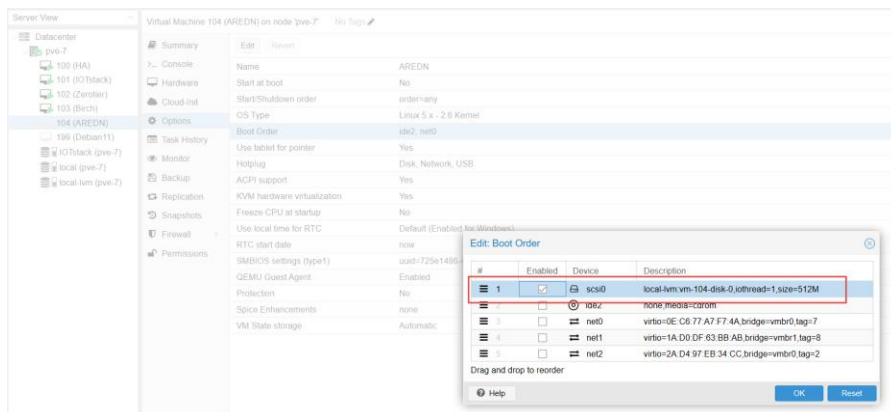 Server View
Virtual Machine 104 (AREDN) on node 'pve-7' No Tags
Datacenter
pve-7
100 (HA)
101 (IOTstack)
102 (Zerotier)
103 (Birch)
104 (AREDN)
199 (Debian11)
IOTstack (pve-7)
local (pve-7)
local-lvm (pve-7)
Summary
Console
Hardware
Cloud-Init
Options
Task History
Monitor
Backup
Replication
Snapshots
Firewall
Permissions
Edit Revert
Name AREDN
Start at boot No
Start/Shutdown order order=any
OS Type Linux 5.x - 2.6 Kernel
Boot Order ide2, net0
Use tablet for pointer Yes
Hotplug Disk, Network, USB
ACPI support Yes
KVM hardware virtualization Yes
Freeze CPU at startup No
Use local time for RTC Default (Enabled for Windows)
RTC start date now
SMBIOS settings (type1)
QEMU Guest Agent Enabled
Protection No
Spice Enhancements none
VM State storage Automatic
Edit: Boot Order
# Enabled Device Description
1 scsi0 local-lvm:vm-104-disk-0,iothread=1,size=512M
2 ide2 none,media=cdrom
3 net0 virtio=0E:C6:77:A7:F7:4A,bridge=vmbr0,tag=7
4 net1 virtio=1A:D0:DF:63:BB:AB,bridge=vmbr1,tag=8
5 net2 virtio=2A:D4:97:EB:34:CC,bridge=vmbr0,tag=2
Drag and drop to reorder
Help OK Reset